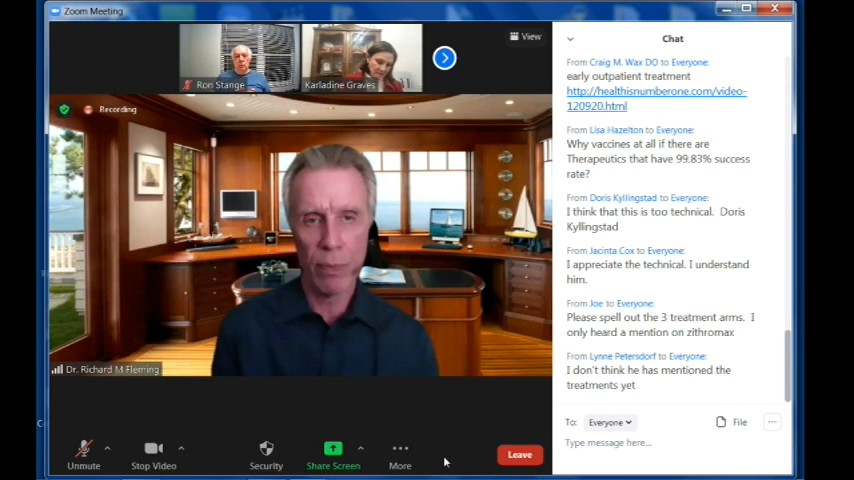 Zoom Meeting
View
Ron Stange
Karladine Graves
Recording
Dr. Richard M Fleming
Unmute
Stop Video
Security
Share Screen
More
Leave
Chat
From Craig M. Wax DO to Everyone:
early outpatient treatment
http://healthisnumberone.com/video-
120920.html
From Lisa Hazelton to Everyone:
Why vaccines at all if there are
Therapeutics that have 99.83% success
rate?
From Doris Kyllingstad to Everyone:
I think that this is too technical. Doris
Kyllingstad
From Jacinta Cox to Everyone:
I appreciate the technical. I understand
him.
From Joe to Everyone:
Please spell out the 3 treatment arms. I
only heard a mention on zithromax
From Lynne Petersdorf to Everyone:
I don't think he has mentioned the
treatments yet
To: Everyone
File
Type message here...